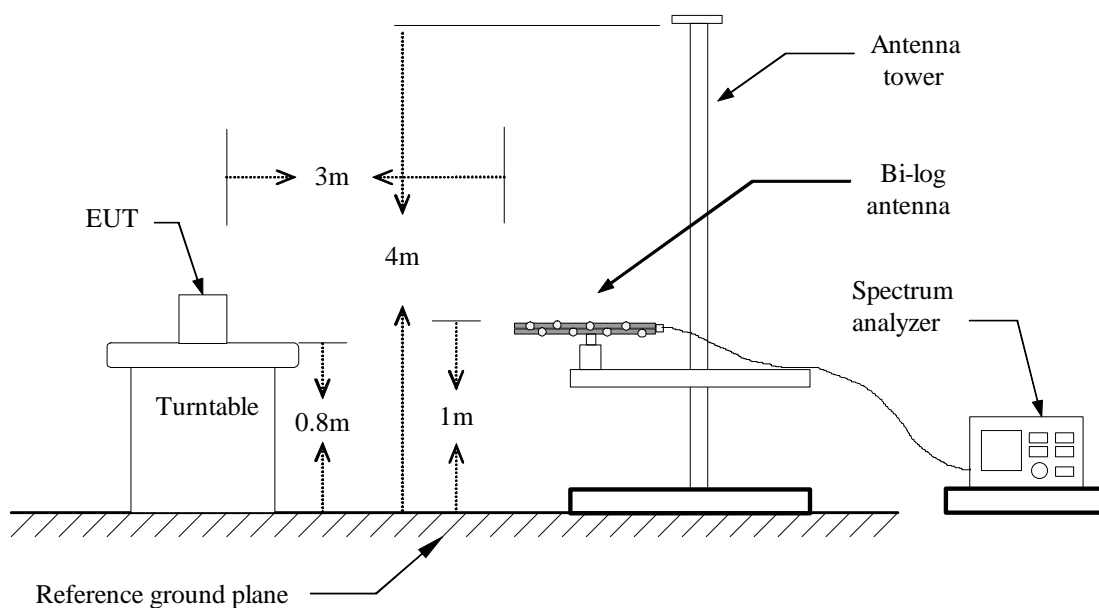 Antenna
tower
3m
Bi-log
antenna
EUT
4m
Spectrum
analyzer
Turntable
0.8m
1m
Reference ground plane